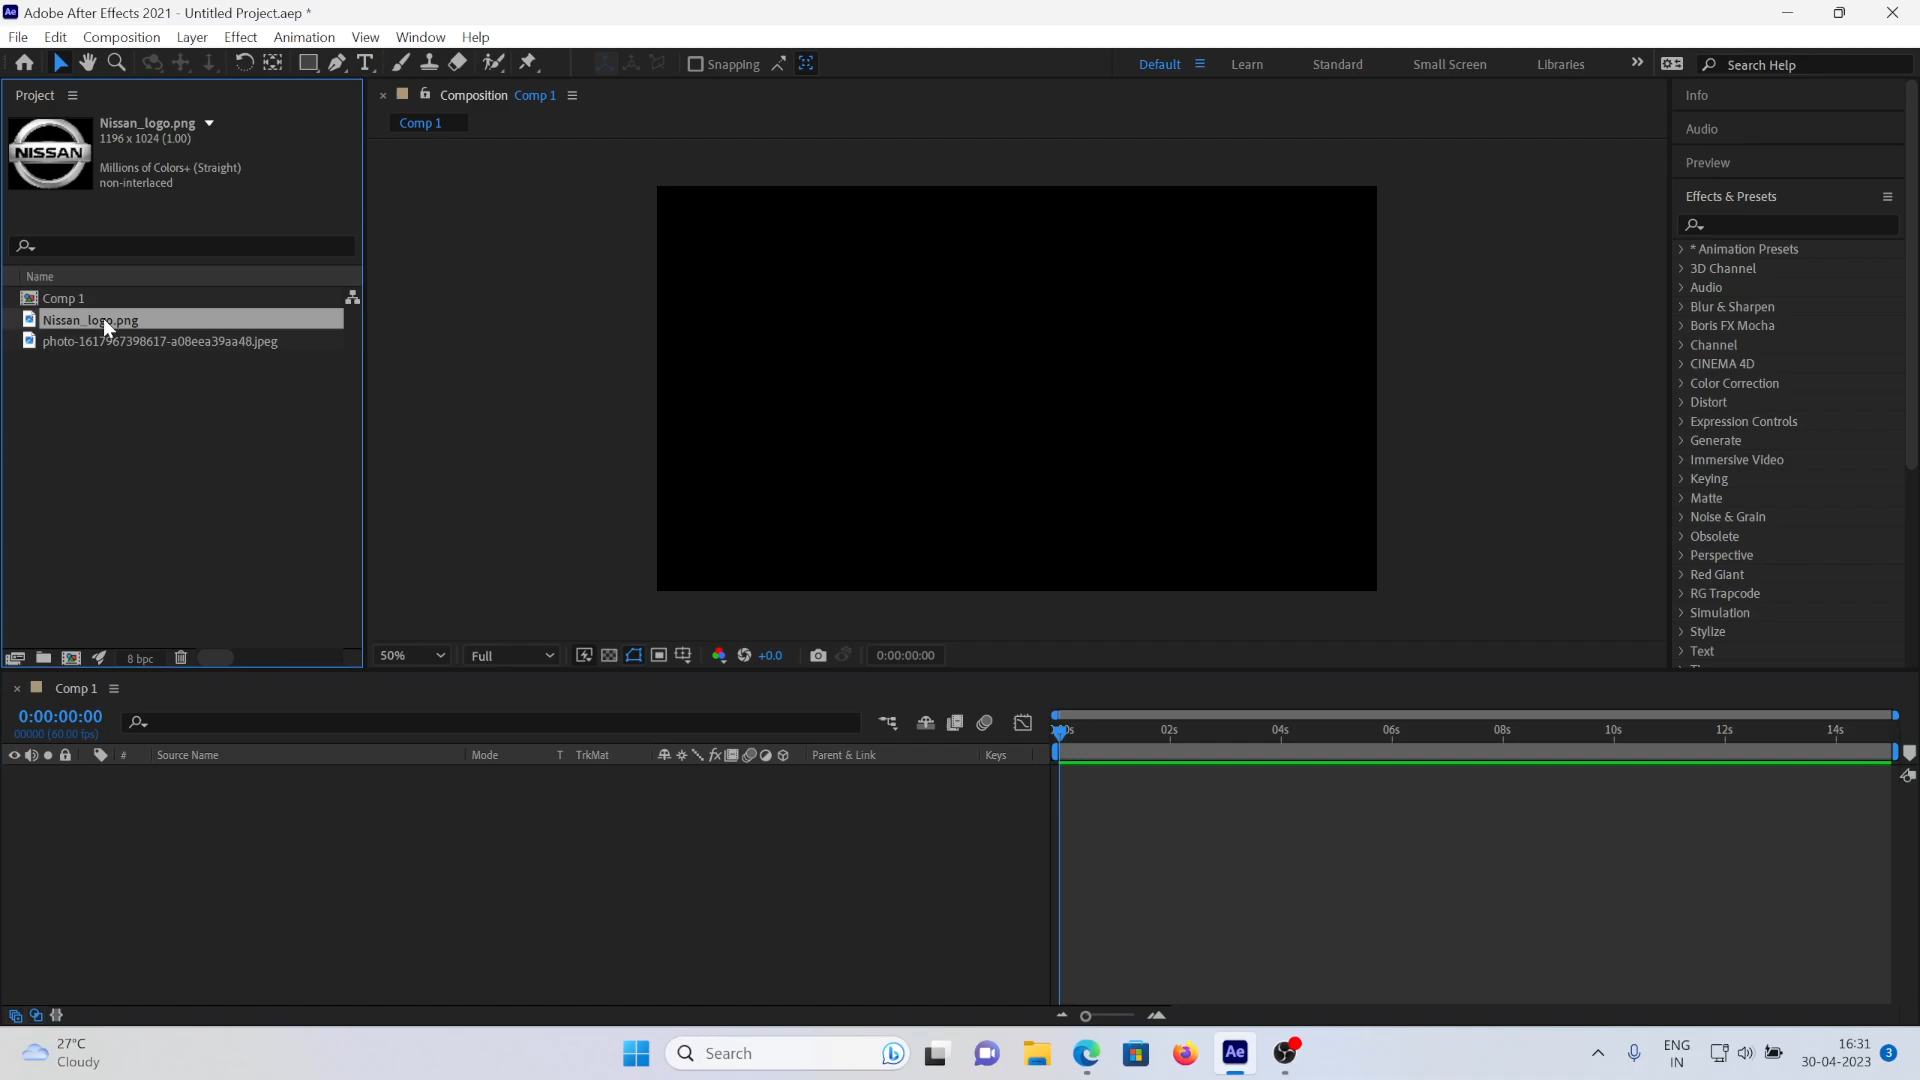 Adobe After Effects 2021 - Untitled Project.aep *
File Edit Composition Layer Effect Animation View Window Help
Snapping
Default Learn Standard Small Screen Libraries Search Help
Project
NISSAN
Nissan_logo.png
1196 x 1024 (1.00)
Millions of Colors+ (Straight)
non-interlaced
Name
Comp 1
Nissan_logo.png
photo-1617967398617-a08eea39aa48.jpeg
8 bpc
Composition Comp 1
Comp 1
50% Full +0.0 0:00:00:00
Info
Audio
Preview
Effects & Presets
* Animation Presets
3D Channel
Audio
Blur & Sharpen
Boris FX Mocha
Channel
CINEMA 4D
Color Correction
Distort
Expression Controls
Generate
Immersive Video
Keying
Matte
Noise & Grain
Obsolete
Perspective
Red Giant
RG Trapcode
Simulation
Stylize
Text
Comp 1
0:00:00:00
00000 (60.00 fps)
# Source Name Mode T TrkMat Parent & Link Keys
02s 04s 06s 08s 10s 12s 14s
27°C
Cloudy
Search
Ae
ENG
IN
16:31
30-04-2023
3